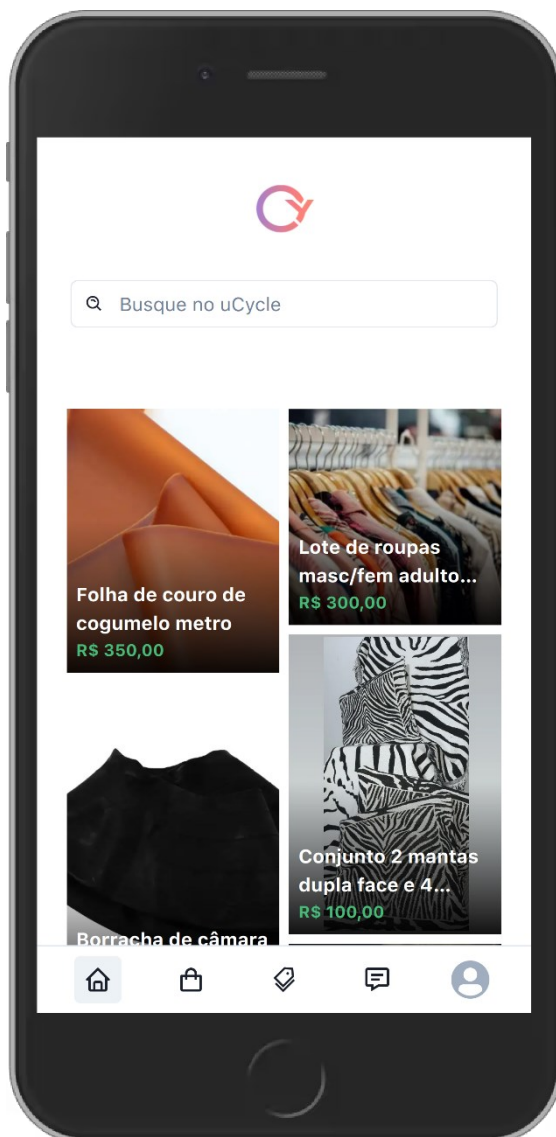 CY
Busque no uCycle
Folha de couro de
cogumelo metro
R$ 350,00
Lote de roupas
masc/fem adulto...
R$ 300,00
Conjunto 2 mantas
dupla face e 4...
R$ 100,00
Borracha de câmara